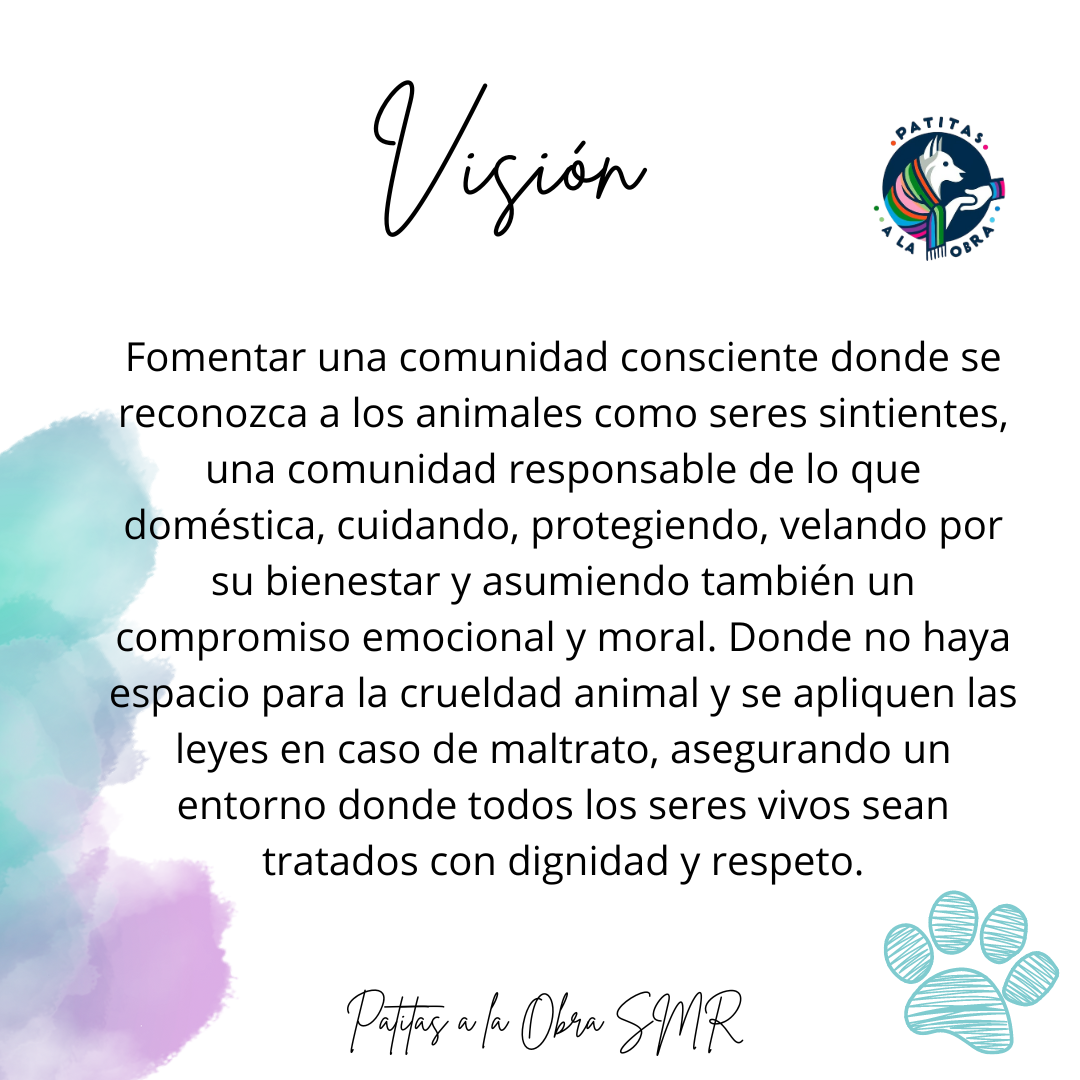 Visión
PATITAS
A LA OBRA
Fomentar una comunidad consciente donde se
reconozca a los animales como seres sintientes,
una comunidad responsable de lo que
doméstica, cuidando, protegiendo, velando por
su bienestar y asumiendo también un
compromiso emocional y moral. Donde no haya
espacio para la crueldad animal y se apliquen las
leyes en caso de maltrato, asegurando un
entorno donde todos los seres vivos sean
tratados con dignidad y respeto.
Patitas a la Obra SMR